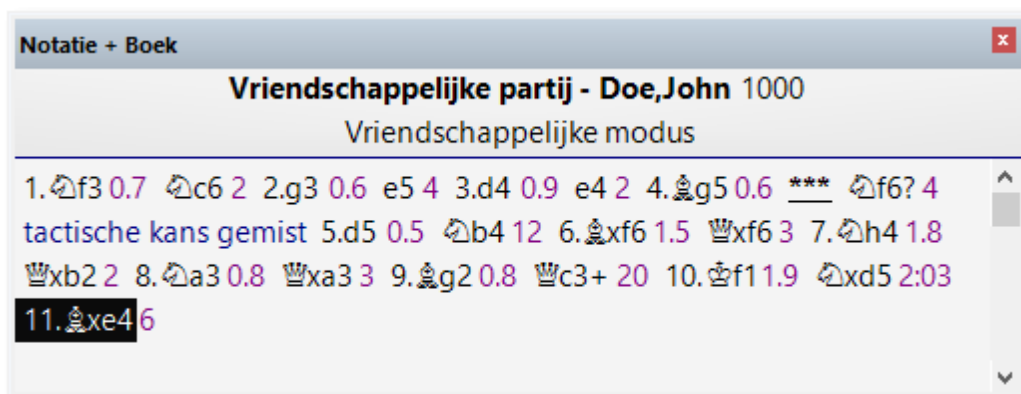 Notatie + Boek
x
Vriendschappelijke partij - Doe,John 1000
Vriendschappelijke modus
1.♘f3 0.7 ♘c6 2 2.g3 0.6 e5 4 3.d4 0.9 e4 2 4.♗g5 0.6 *** ♘f6? 4
tactische kans gemist 5.d5 0.5 ♘b4 12 6.♗xf6 1.5 ♕xf6 3 7.♘h4 1.8
♕xb2 2 8.♘a3 0.8 ♕xa3 3 9.♗g2 0.8 ♕c3+ 20 10.♔f1 1.9 ♘xd5 2:03
11.♗xe4 6